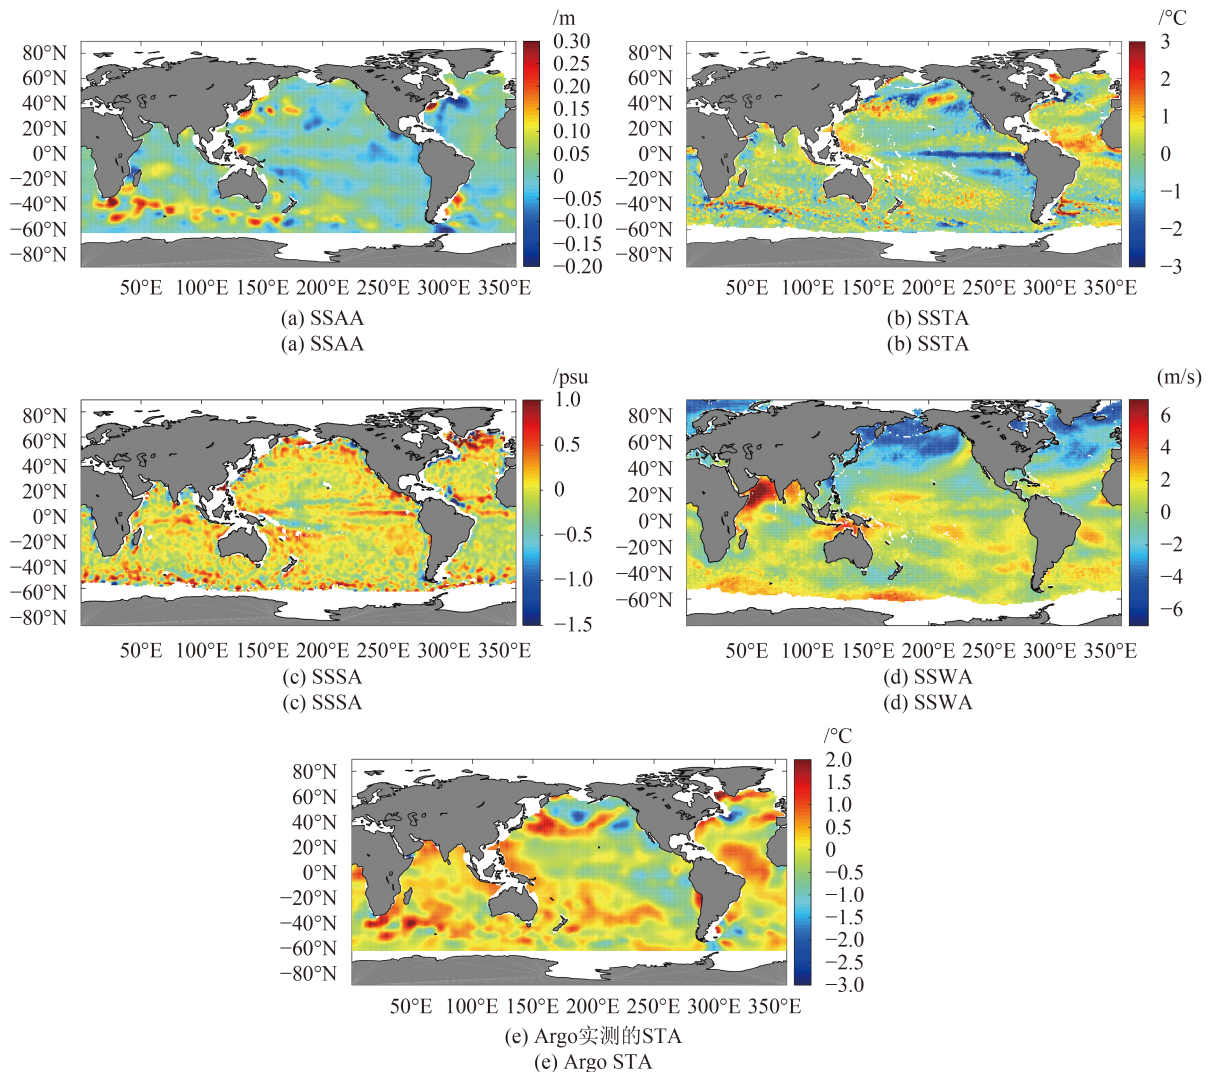 /m
80°N
60°N
40°N
20°N
0°N
−20°N
−40°N
−60°N
−80°N
0.30
0.25
0.20
0.15
0.10
0.05
0
−0.05
−0.10
−0.15
−0.20
50°E 100°E 150°E 200°E 250°E 300°E 350°E
(a) SSAA
(a) SSAA
/°C
80°N
60°N
40°N
20°N
0°N
−20°N
−40°N
−60°N
−80°N
3
2
1
0
−1
−2
−3
50°E 100°E 150°E 200°E 250°E 300°E 350°E
(b) SSTA
(b) SSTA
/psu
80°N
60°N
40°N
20°N
0°N
−20°N
−40°N
−60°N
−80°N
1.0
0.5
0
−0.5
−1.0
−1.5
50°E 100°E 150°E 200°E 250°E 300°E 350°E
(c) SSSA
(c) SSSA
(m/s)
80°N
60°N
40°N
20°N
0°N
−20°N
−40°N
−60°N
6
4
2
0
−2
−4
−6
50°E 100°E 150°E 200°E 250°E 300°E 350°E
(d) SSWA
(d) SSWA
/°C
80°N
60°N
40°N
20°N
0°N
−20°N
−40°N
−60°N
−80°N
2.0
1.5
1.0
0.5
0
−0.5
−1.0
−1.5
−2.0
−2.5
−3.0
50°E 100°E 150°E 200°E 250°E 300°E 350°E
(e) Argo实测的STA
(e) Argo STA